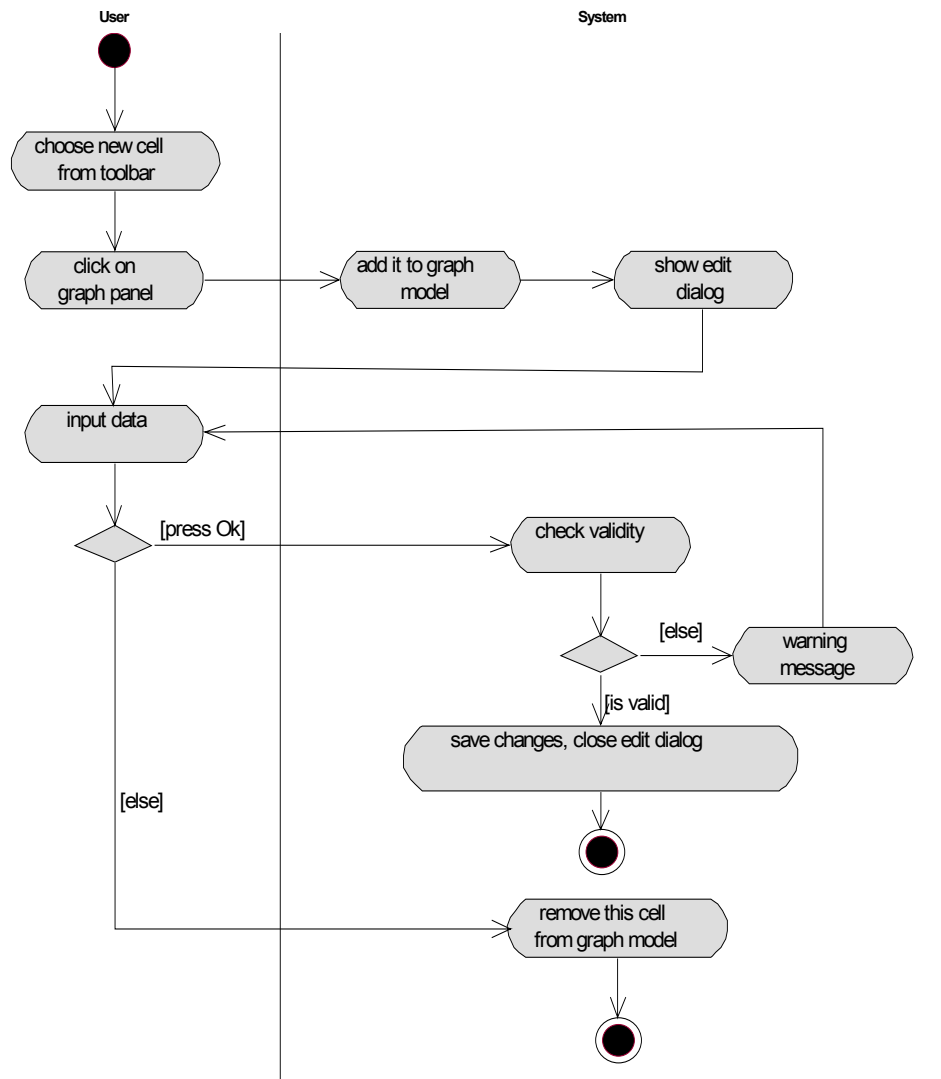 User
System
choose new cell
from toolbar
click on
graph panel
add it to graph
model
show edit
dialog
input data
[press Ok]
check validity
[else]
warning
message
[is valid]
save changes, close edit dialog
[else]
remove this cell
from graph model